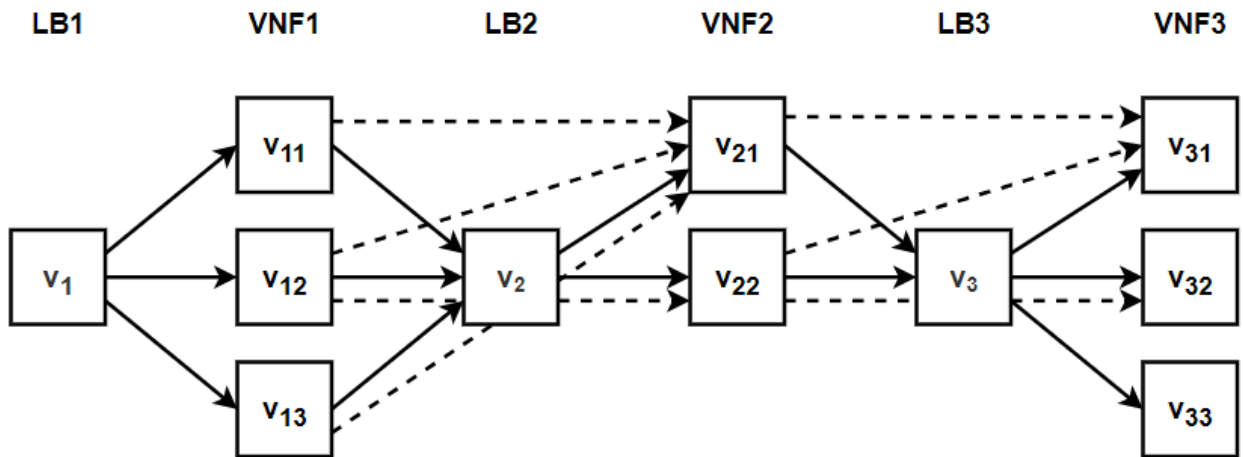 LB1 VNF1 LB2 VNF2 LB3 VNF3
v11 v21 v31
v1 v12 v2 v22 v3 v32
v13 v33